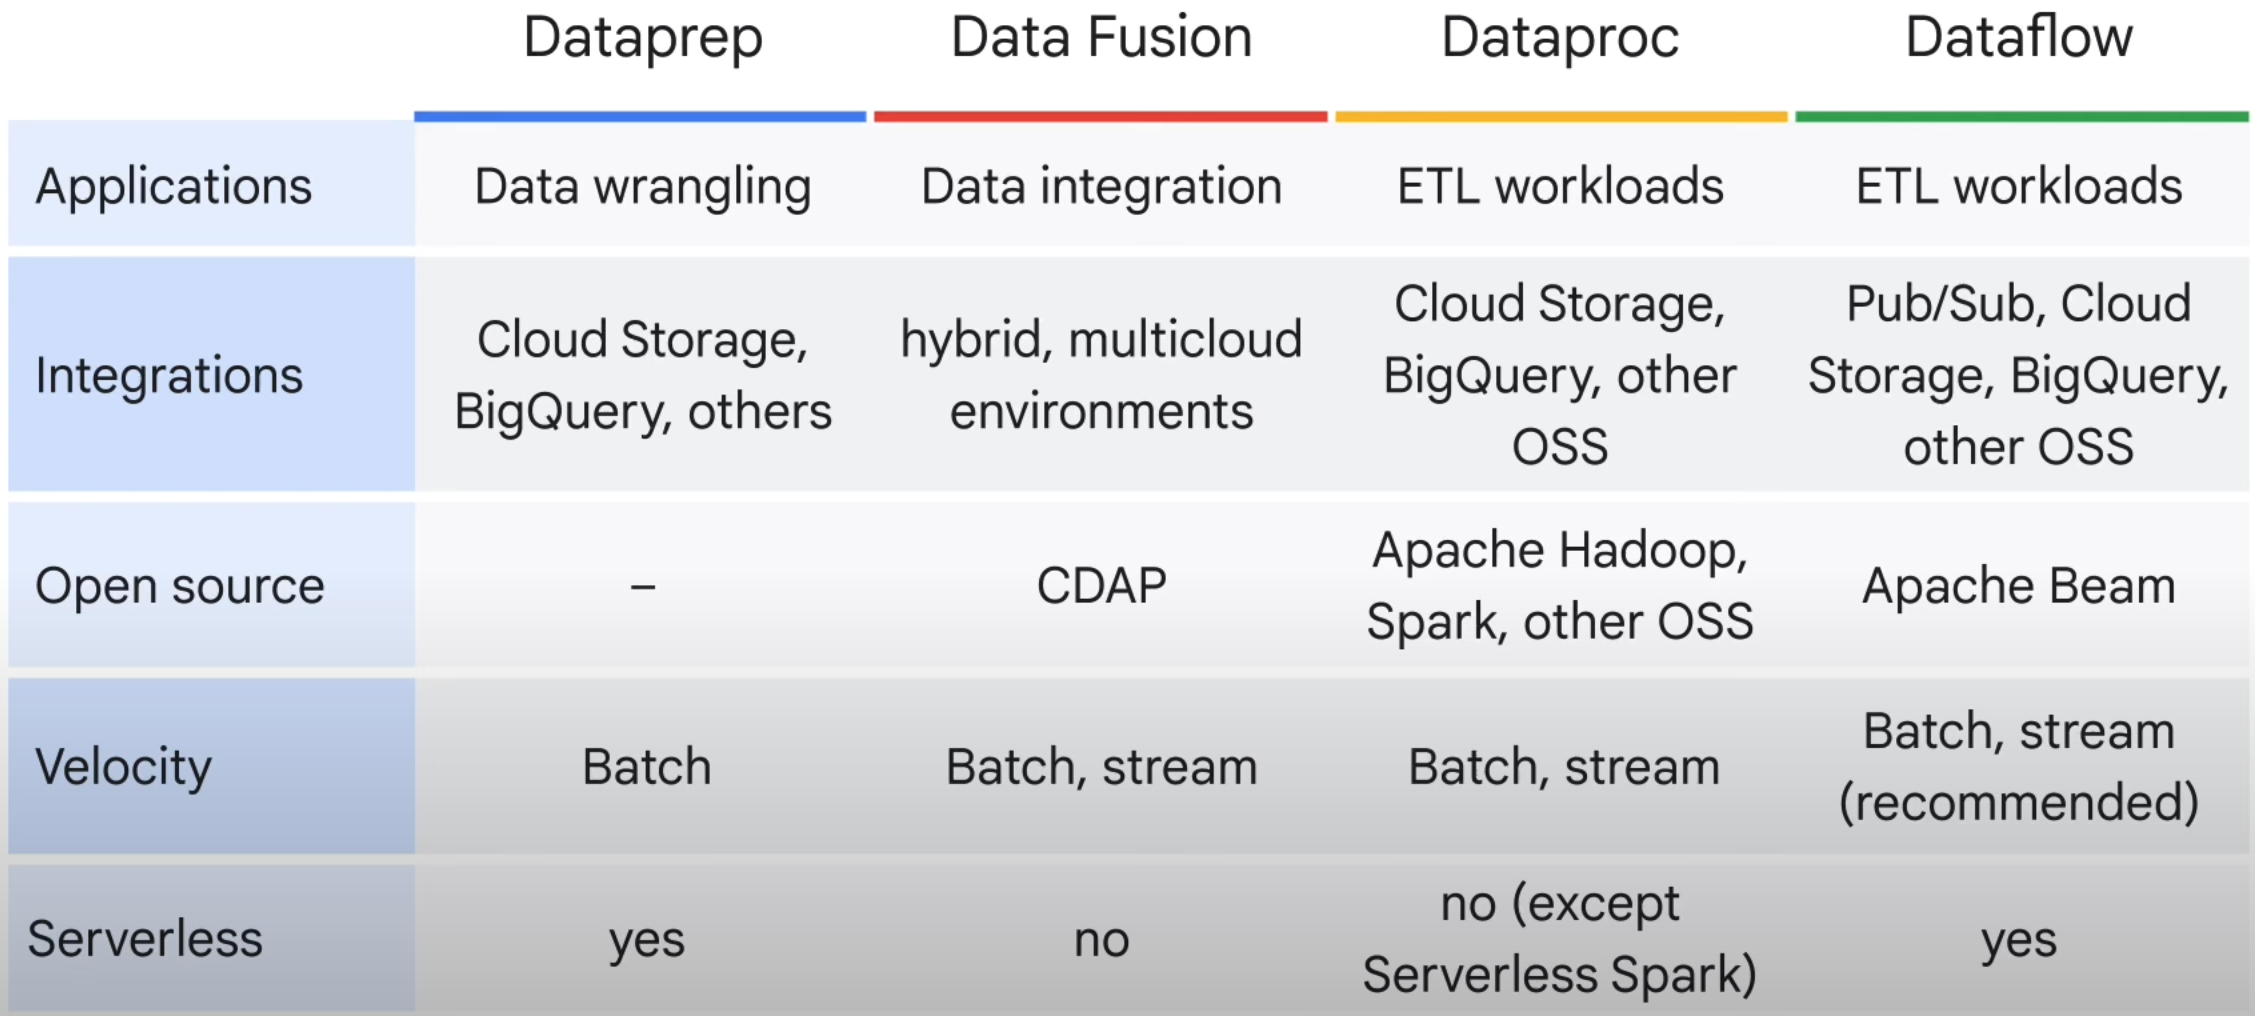 Dataprep
Data Fusion
Dataproc
Dataflow
Applications
Data wrangling
Data integration
ETL workloads
ETL workloads
Integrations
Cloud Storage,
BigQuery, others
hybrid, multicloud
environments
Cloud Storage,
BigQuery, other
OSS
Pub/Sub, Cloud
Storage, BigQuery,
other OSS
Open source
–
CDAP
Apache Hadoop,
Spark, other OSS
Apache Beam
Velocity
Batch
Batch, stream
Batch, stream
Batch, stream
(recommended)
Serverless
yes
no
no (except
Serverless Spark)
yes